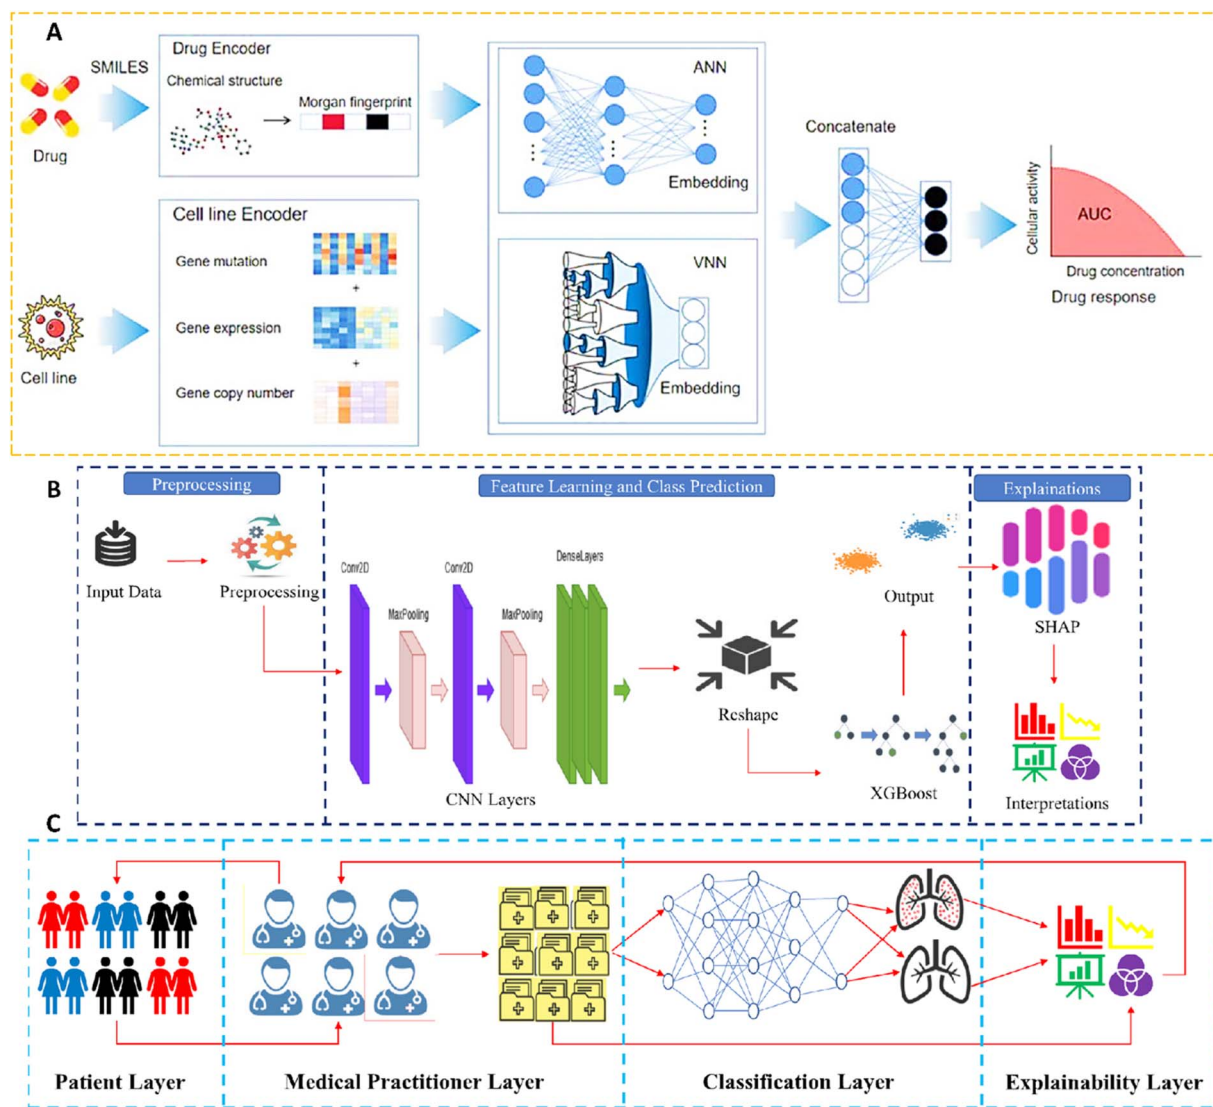 A
SMILES
Drug
Drug Encoder
Chemical structure
Morgan fingerprint
ANN
Embedding
Cell line
Cell line Encoder
Gene mutation
+
Gene expression
+
Gene copy number
VNN
Embedding
Concatenate
Cellular activity
AUC
Drug concentration
Drug response
B
Preprocessing
Input Data
Preprocessing
Feature Learning and Class Prediction
Conv2D
MaxPooling
Conv2D
MaxPooling
DenseLayers
CNN Layers
Reshape
XGBoost
Output
Explainations
SHAP
Interpretations
C
Patient Layer
Medical Practitioner Layer
Classification Layer
Explainability Layer